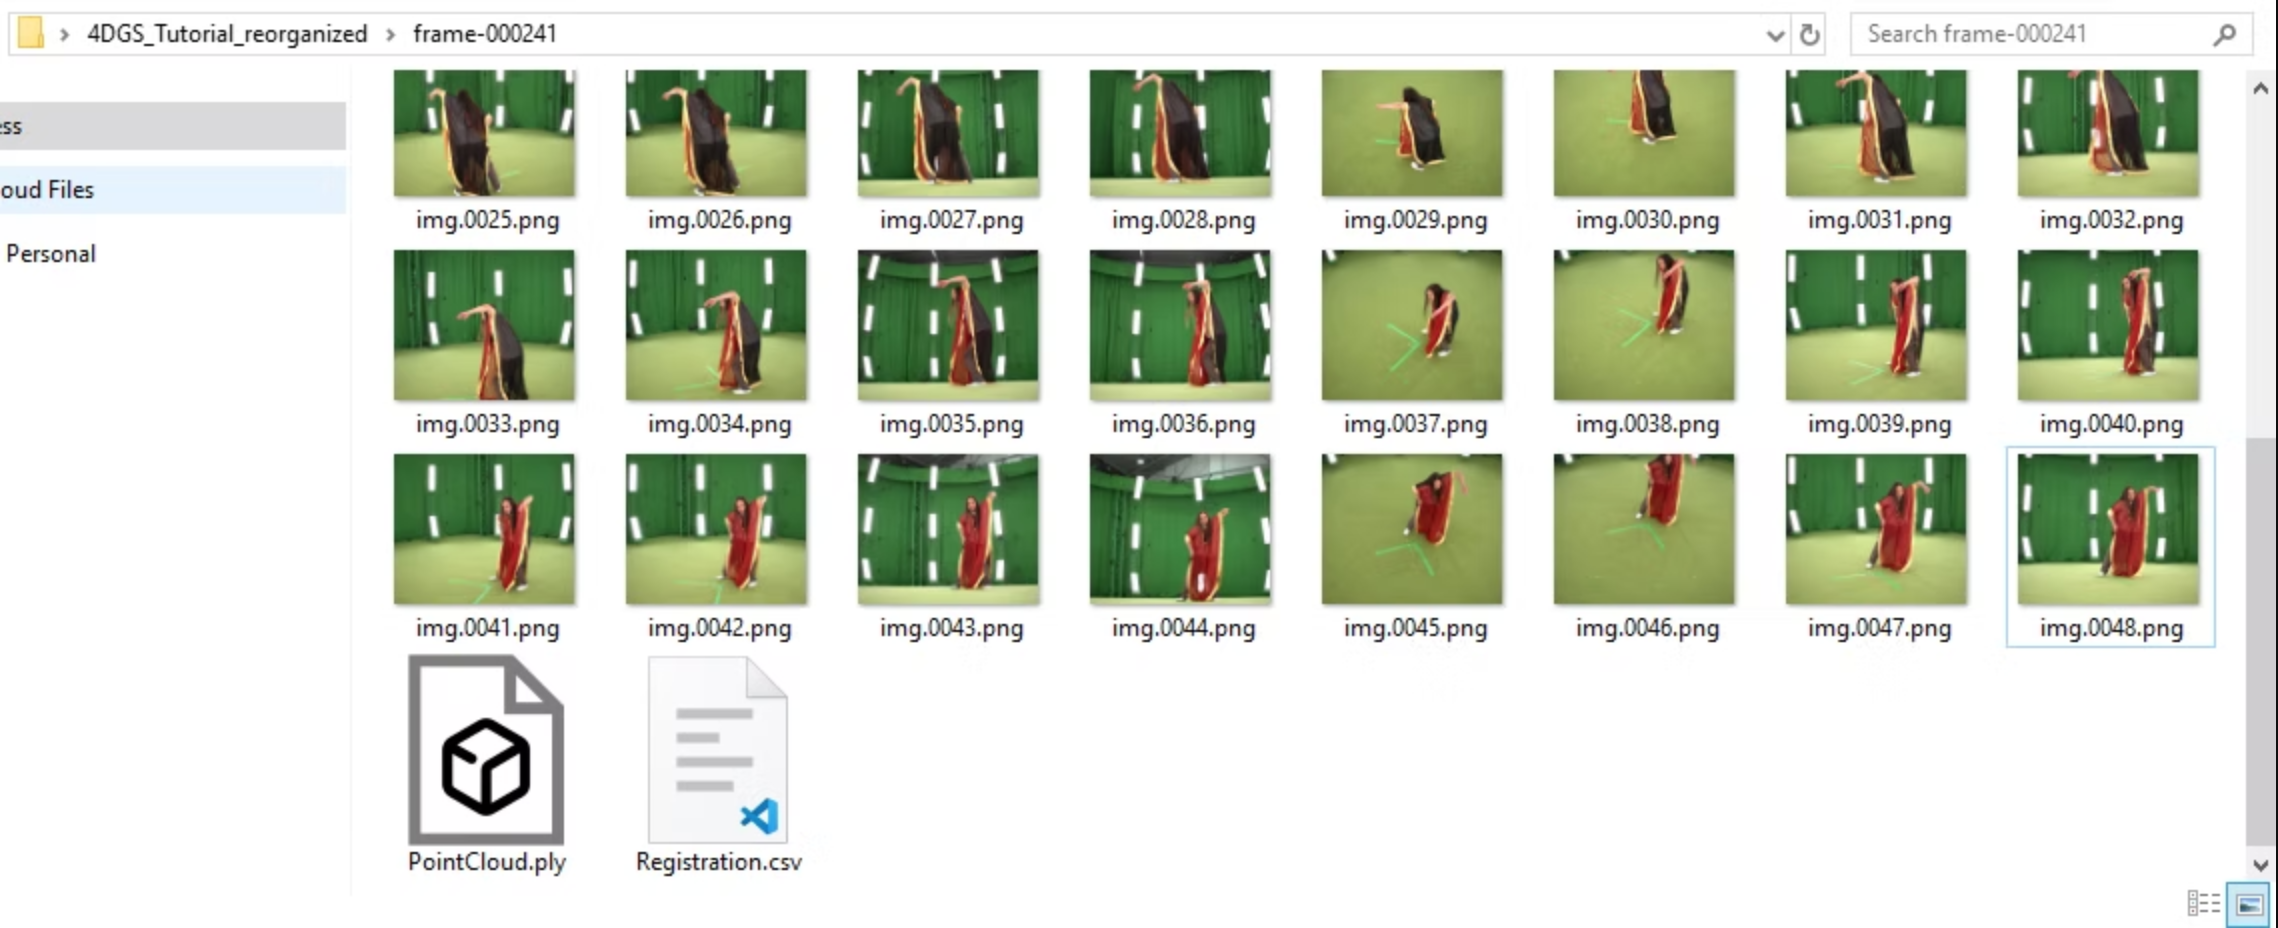 4DGS_Tutorial_reorganized > frame-000241
Search frame-000241
ess
oud Files
Personal
img.0025.png img.0026.png img.0027.png img.0028.png img.0029.png img.0030.png img.0031.png img.0032.png
img.0033.png img.0034.png img.0035.png img.0036.png img.0037.png img.0038.png img.0039.png img.0040.png
img.0041.png img.0042.png img.0043.png img.0044.png img.0045.png img.0046.png img.0047.png img.0048.png
PointCloud.ply Registration.csv